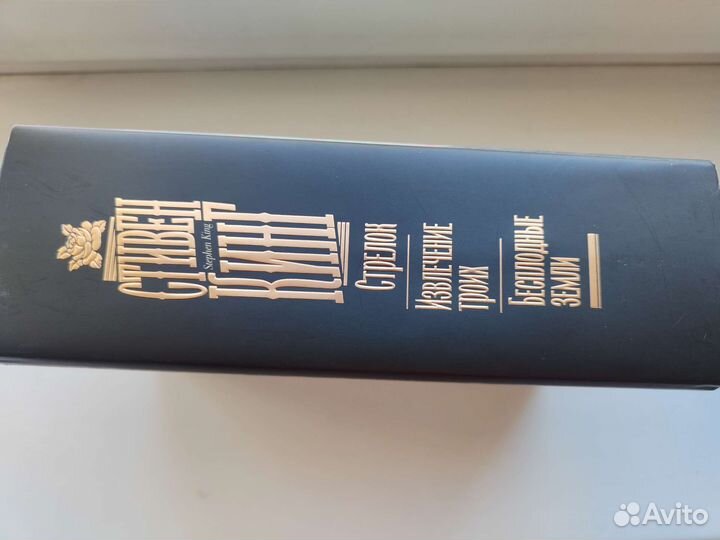 СТИВЕН
Stephen King
КИНГ
СТРЕЛОК
ИЗВЛЕЧЕНИЕ
ТРОИХ
БЕСПЛОДНЫЕ
ЗЕМЛИ
Avito